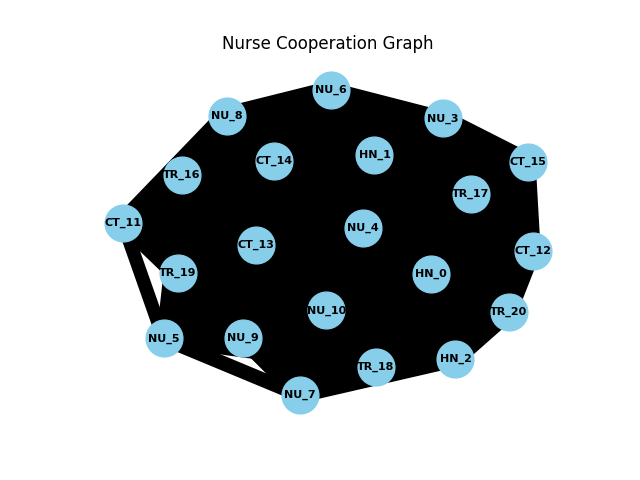 Nurse Cooperation Graph
NU_6
NU_8
NU_3
CT_14
HN_1
CT_15
TR_16
TR_17
CT_11
NU_4
CT_13
CT_12
TR_19
HN_0
NU_10
TR_20
NU_5
NU_9
HN_2
TR_18
NU_7